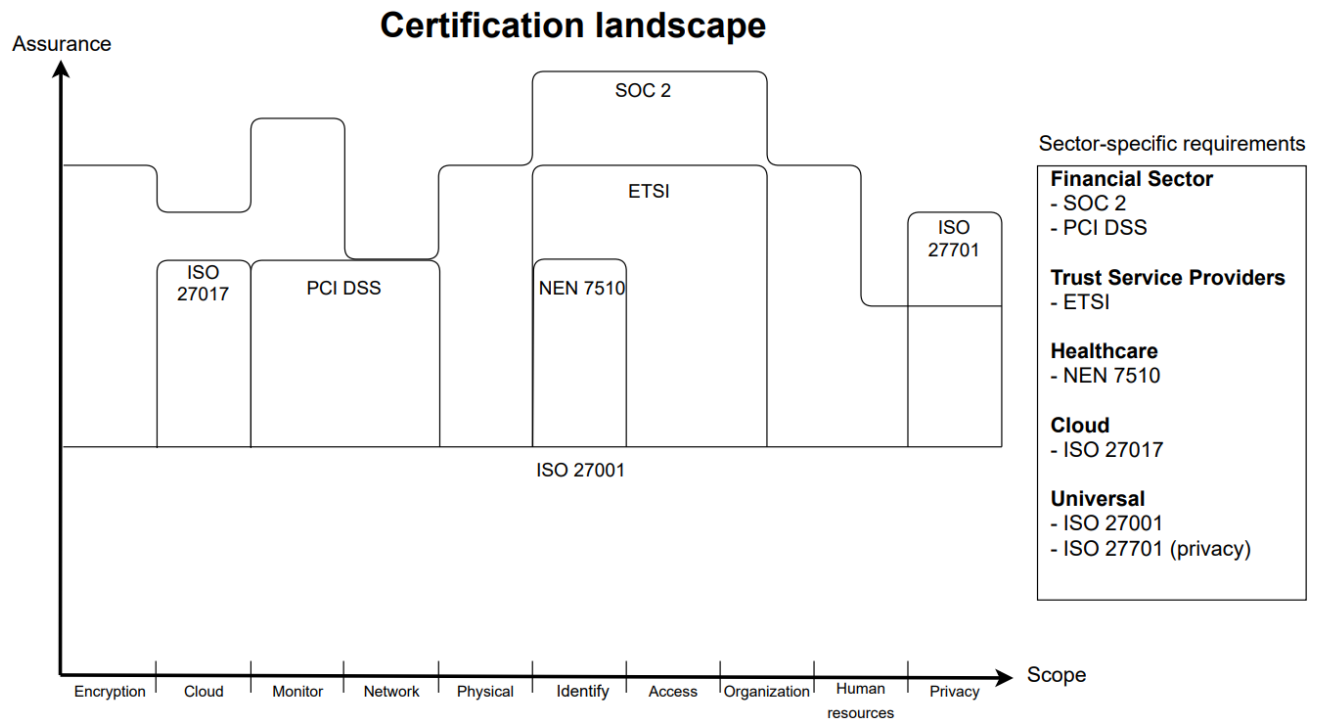 Certification landscape
Assurance
SOC 2
ETSI
ISO
27017
PCI DSS
NEN 7510
ISO
27701
ISO 27001
Encryption
Cloud
Monitor
Network
Physical
Identify
Access
Organization
Human
resources
Privacy
Scope
Sector-specific requirements
Financial Sector
- SOC 2
- PCI DSS
Trust Service Providers
- ETSI
Healthcare
- NEN 7510
Cloud
- ISO 27017
Universal
- ISO 27001
- ISO 27701 (privacy)